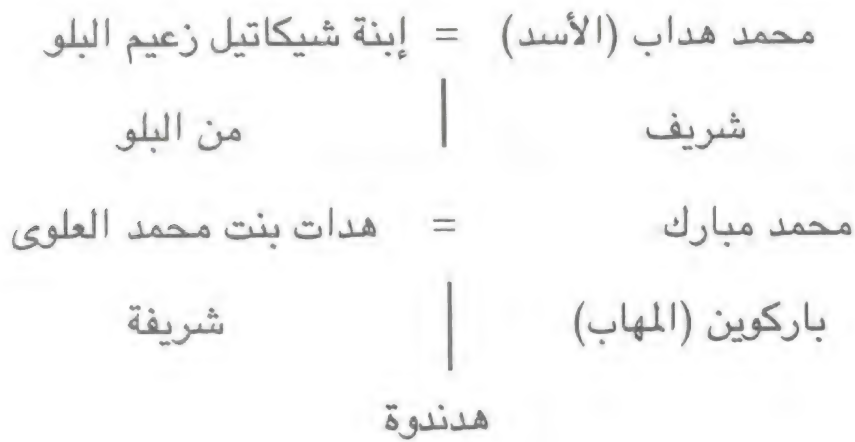 محمد هداب (الأسد) = إبنة شيكاتيل زعيم البلو
شريف من البلو
محمد مبارك = هدات بنت محمد العلوى
باركوين (المهاب) شريفة
هدندوة